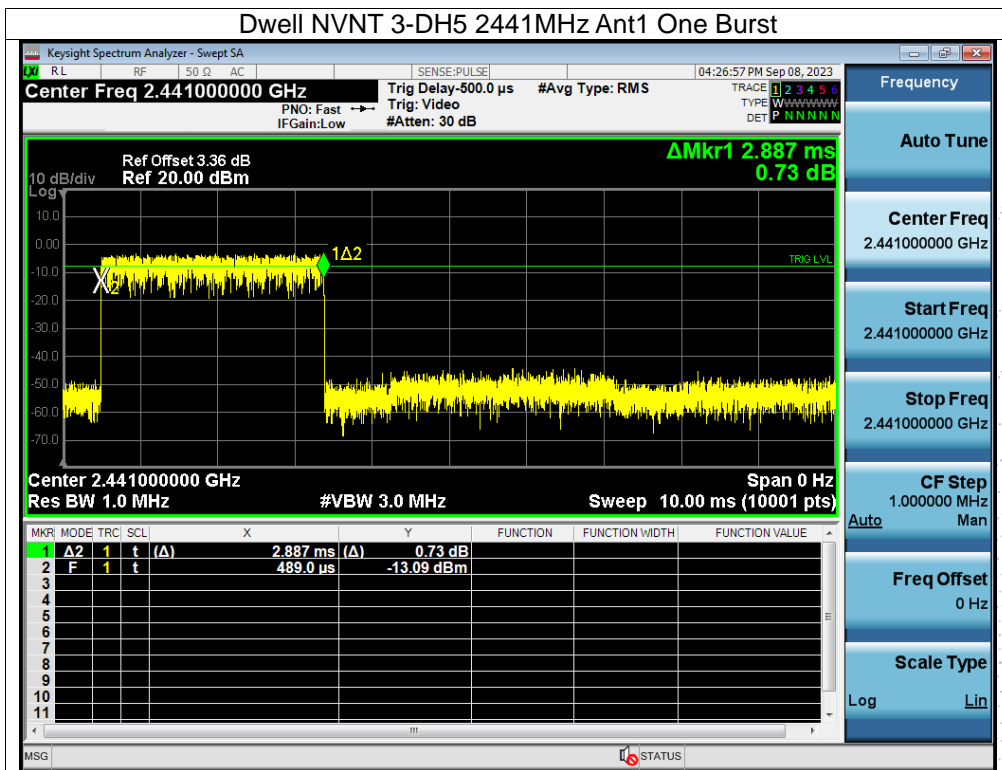 Dwell NVNT 3-DH5 2441MHz Ant1 One Burst
Keysight Spectrum Analyzer - Swept SA
LXI RL RF 50 Ω AC SENSE:PULSE 04:26:57 PM Sep 08, 2023
Center Freq 2.441000000 GHz Trig Delay-500.0 µs #Avg Type: RMS TRACE 1 2 3 4 5 6
PNO: Fast Trig: Video TYPE WWWWWWW
IFGain:Low #Atten: 30 dB DET P N N N N N
ΔMkr1 2.887 ms
0.73 dB
Ref Offset 3.36 dB
10 dB/div Ref 20.00 dBm
Log
10.0
0.00
-10.0
-20.0
-30.0
-40.0
-50.0
-60.0
-70.0
1Δ2
TRIG LVL
X2
Center 2.441000000 GHz Span 0 Hz
Res BW 1.0 MHz #VBW 3.0 MHz Sweep 10.00 ms (10001 pts)
MKR MODE TRC SCL X Y FUNCTION FUNCTION WIDTH FUNCTION VALUE
1 Δ2 1 t (Δ) 2.887 ms (Δ) 0.73 dB
2 F 1 t 489.0 µs -13.09 dBm
3
4
5
6
7
8
9
10
11
MSG STATUS
Frequency
Auto Tune
Center Freq
2.441000000 GHz
Start Freq
2.441000000 GHz
Stop Freq
2.441000000 GHz
CF Step
1.000000 MHz
Auto Man
Freq Offset
0 Hz
Scale Type
Log Lin